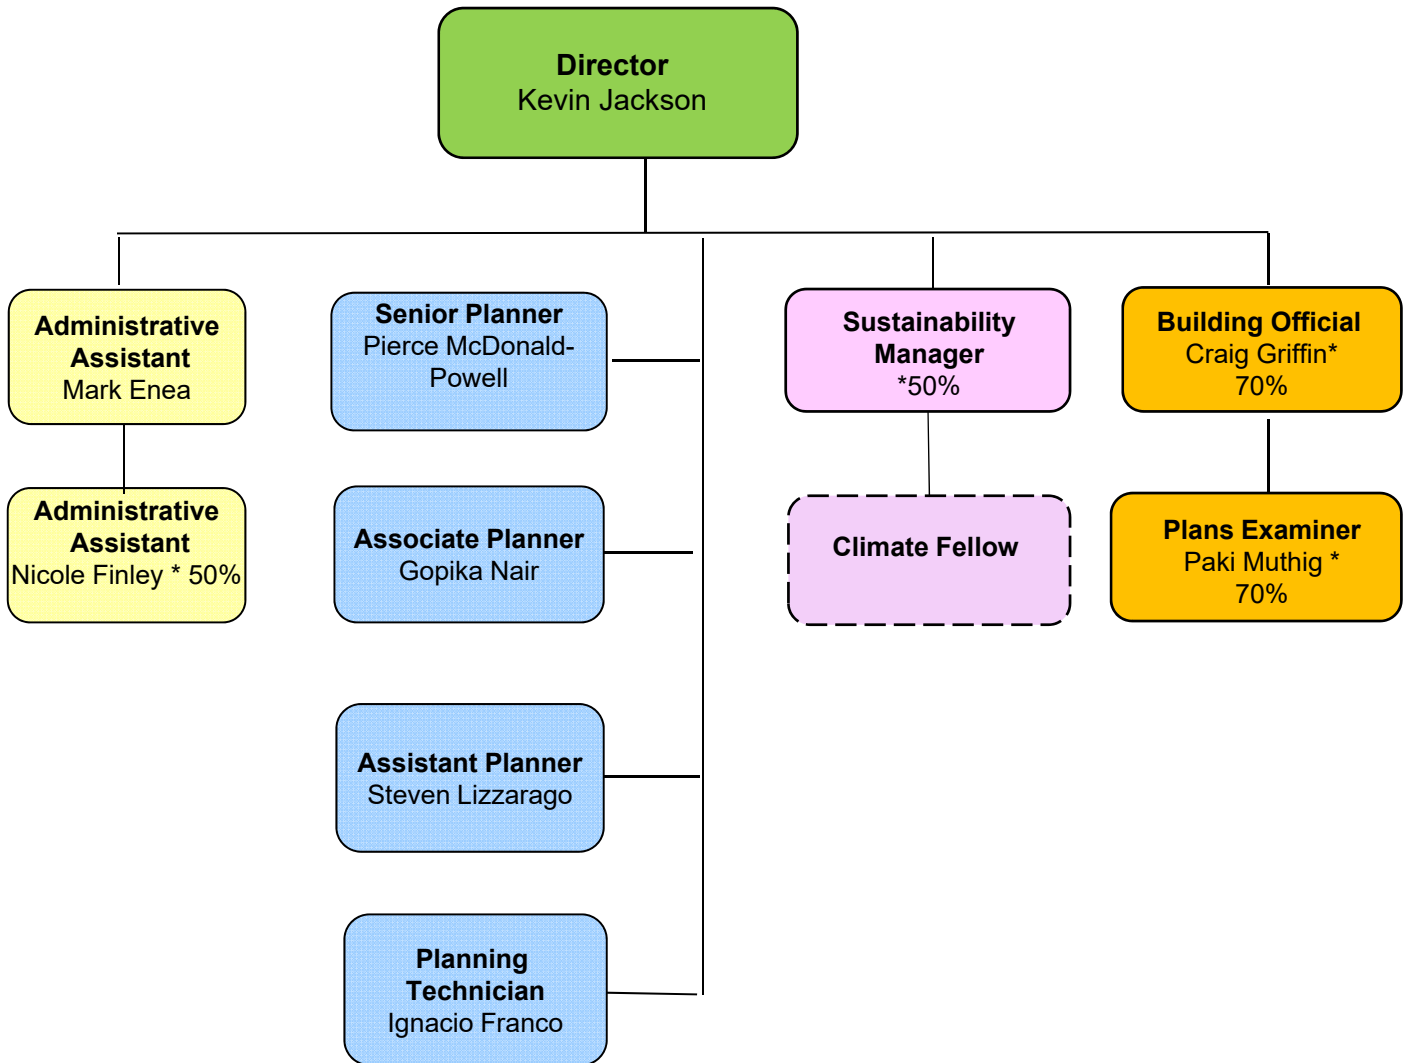 Director
Kevin Jackson
Administrative
Assistant
Mark Enea
Administrative
Assistant
Nicole Finley * 50%
Senior Planner
Pierce McDonald-
Powell
Associate Planner
Gopika Nair
Assistant Planner
Steven Lizzarago
Planning
Technician
Ignacio Franco
Sustainability
Manager
*50%
Climate Fellow
Building Official
Craig Griffin*
70%
Plans Examiner
Paki Muthig *
70%